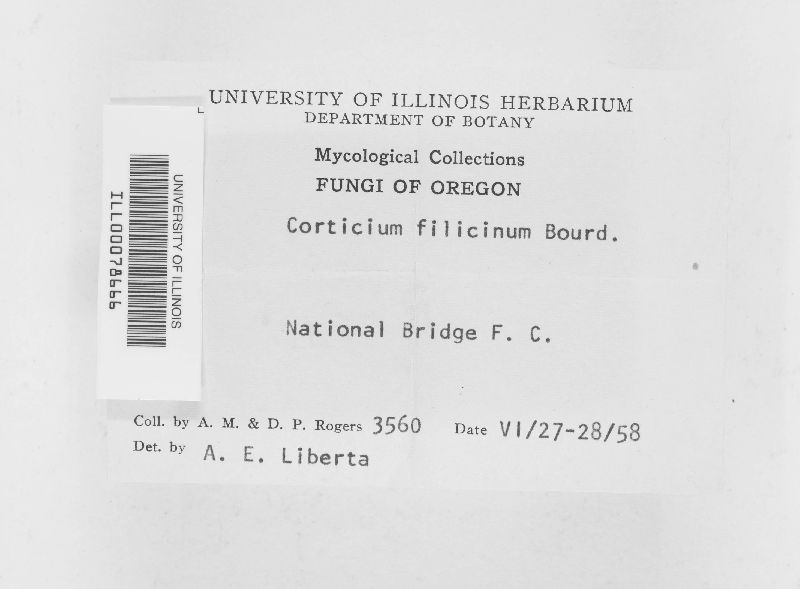 UNIVERSITY OF ILLINOIS HERBARIUM
DEPARTMENT OF BOTANY
Mycological Collections
FUNGI OF OREGON
Corticium filicinum Bourd.
National Bridge F. C.
Coll. by A. M. & D. P. Rogers 3560 Date VI/27-28/58
Det. by A. E. Liberta
UNIVERSITY OF ILLINOIS
ILL00078666